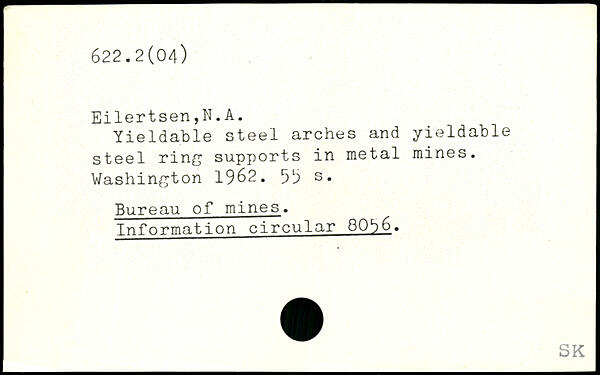 622.2(04)
Eilertsen,N.A.
Yieldable steel arches and yieldable
steel ring supports in metal mines.
Washington 1962. 55 s.
Bureau of mines.
Information circular 8056.
SK